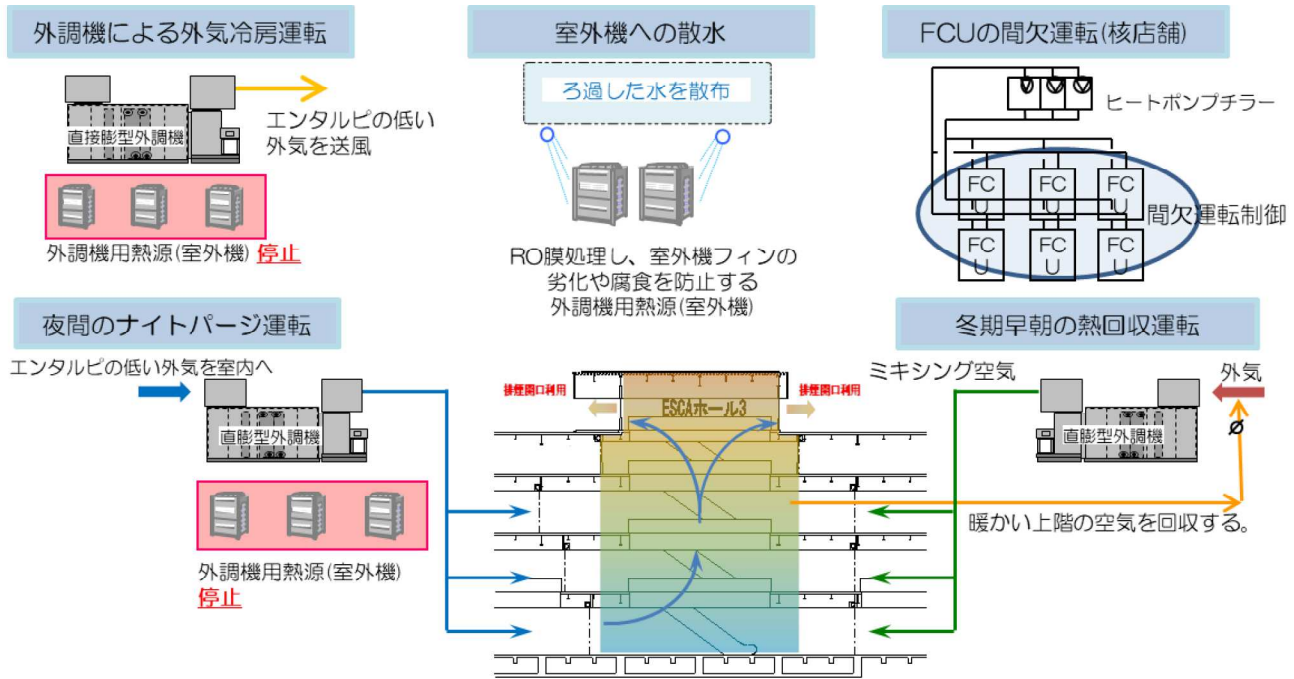 外調機による外気冷房運転
直接膨型外調機
エンタルピの低い
外気を送風
外調機用熱源(室外機) 停止
室外機への散水
ろ過した水を散布
RO膜処理し、室外機フィンの
劣化や腐食を防止する
外調機用熱源(室外機)
FCUの間欠運転(核店舗)
ヒートポンプチラー
FC
U
FC
U
FC
U
間欠運転制御
FC
U
FC
U
FC
U
夜間のナイトパージ運転
エンタルピの低い外気を室内へ
直膨型外調機
外調機用熱源(室外機)
停止
排煙開口利用
ESCAホール3
排煙開口利用
冬期早朝の熱回収運転
ミキシング空気
外気
直膨型外調機
暖かい上階の空気を回収する。